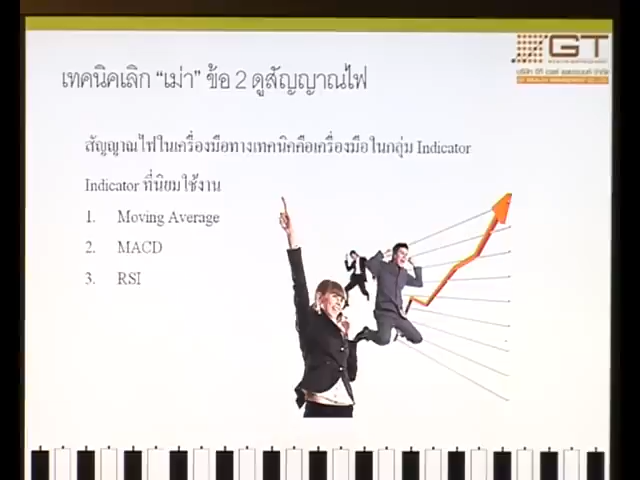 เทคนิคเลิก “เม่า” ข้อ 2 ดูสัญญาณไฟ
GT
สัญญาณไฟในเครื่องมือทางเทคนิคคือเครื่องมือในกลุ่ม Indicator
Indicator ที่นิยมใช้งาน
1. Moving Average
2. MACD
3. RSI